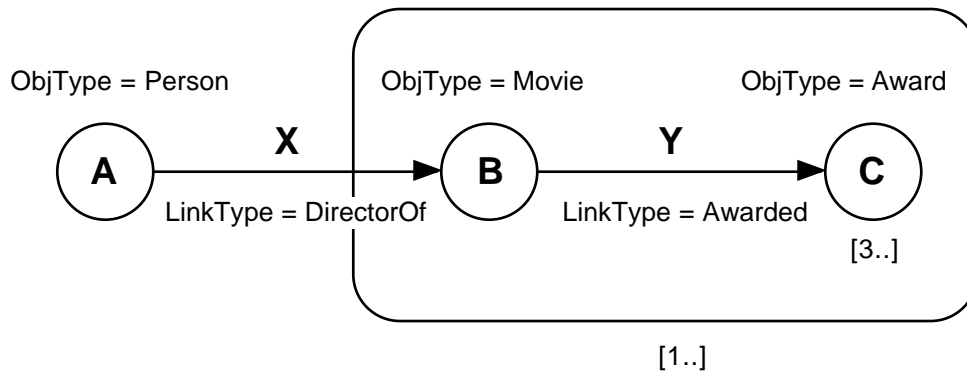 ObjType = Person
ObjType = Movie
ObjType = Award
A
X
B
Y
C
LinkType = DirectorOf
LinkType = Awarded
[3..]
[1..]